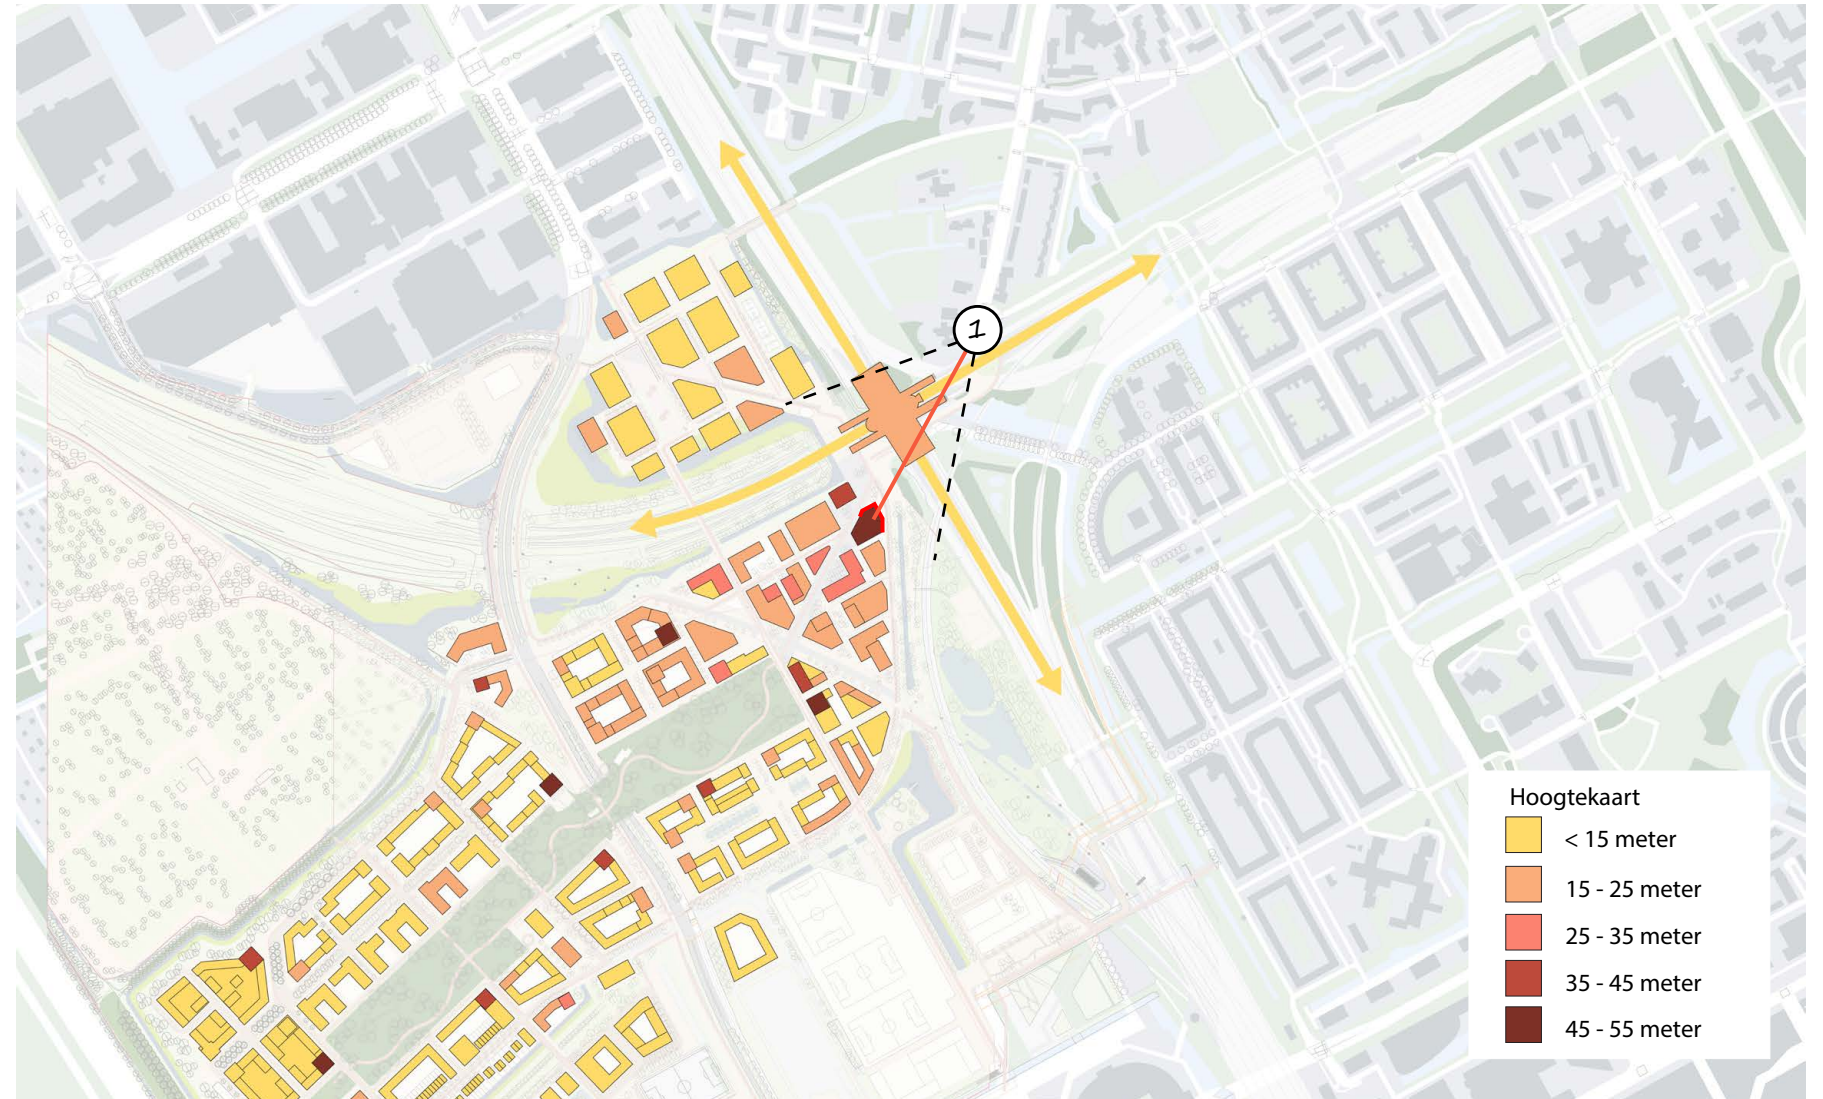 1
Hoogtekaart
< 15 meter
15 - 25 meter
25 - 35 meter
35 - 45 meter
45 - 55 meter